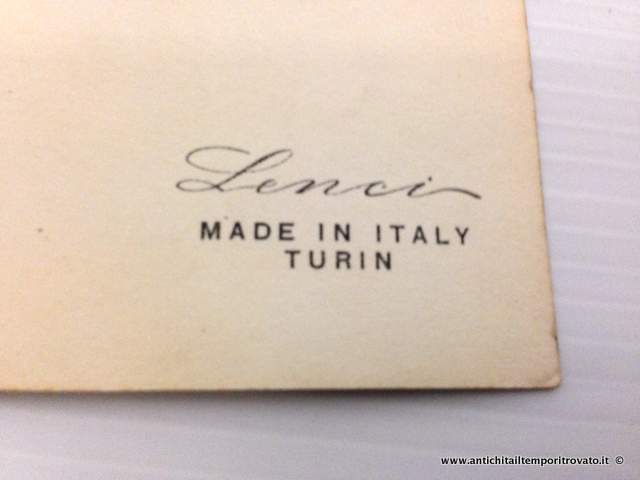 Lenci
MADE IN ITALY
TURIN
www.antichitailtemporitrovato.it ©